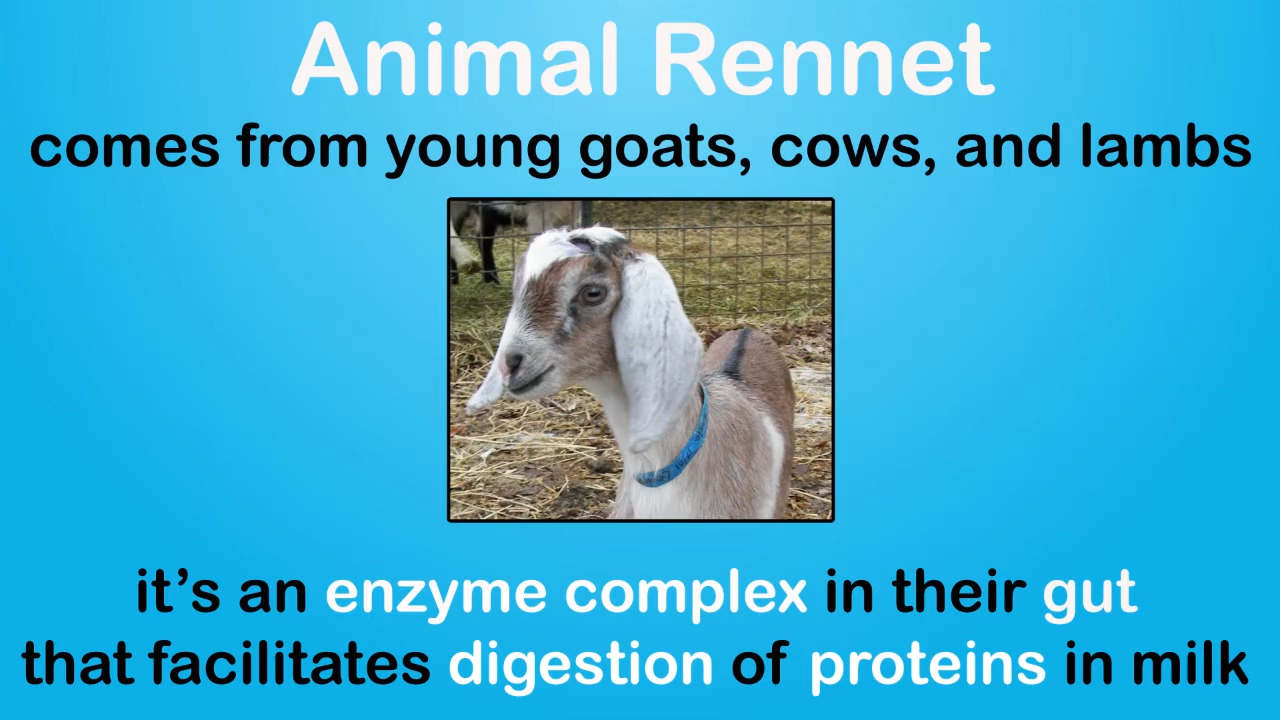 Animal Rennet
comes from young goats, cows, and lambs
it’s an enzyme complex in their gut
that facilitates digestion of proteins in milk